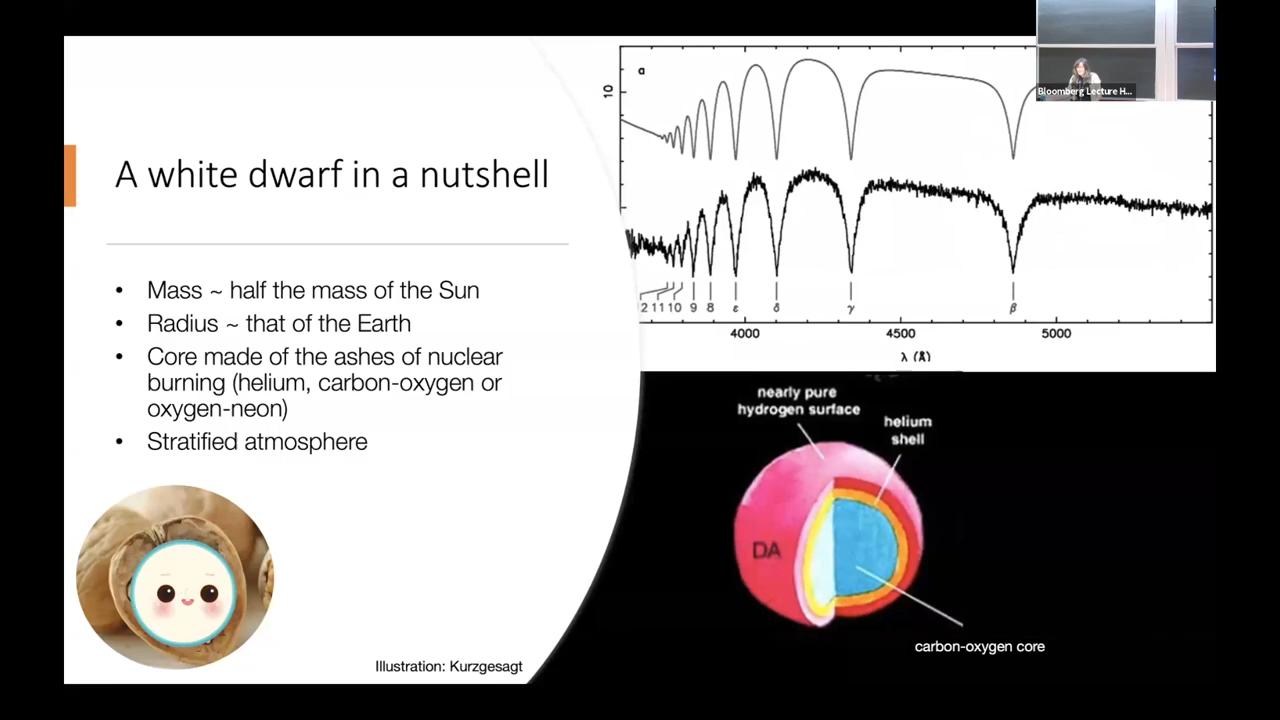 A white dwarf in a nutshell
• Mass ~ half the mass of the Sun
• Radius ~ that of the Earth
• Core made of the ashes of nuclear
burning (helium, carbon-oxygen or
oxygen-neon)
• Stratified atmosphere
Illustration: Kurzgesagt
a
10
2 11 10 9 8 ε δ γ β
4000 4500 5000
λ (Å)
nearly pure
hydrogen surface
helium
shell
DA
carbon-oxygen core
Bloomberg Lecture H...